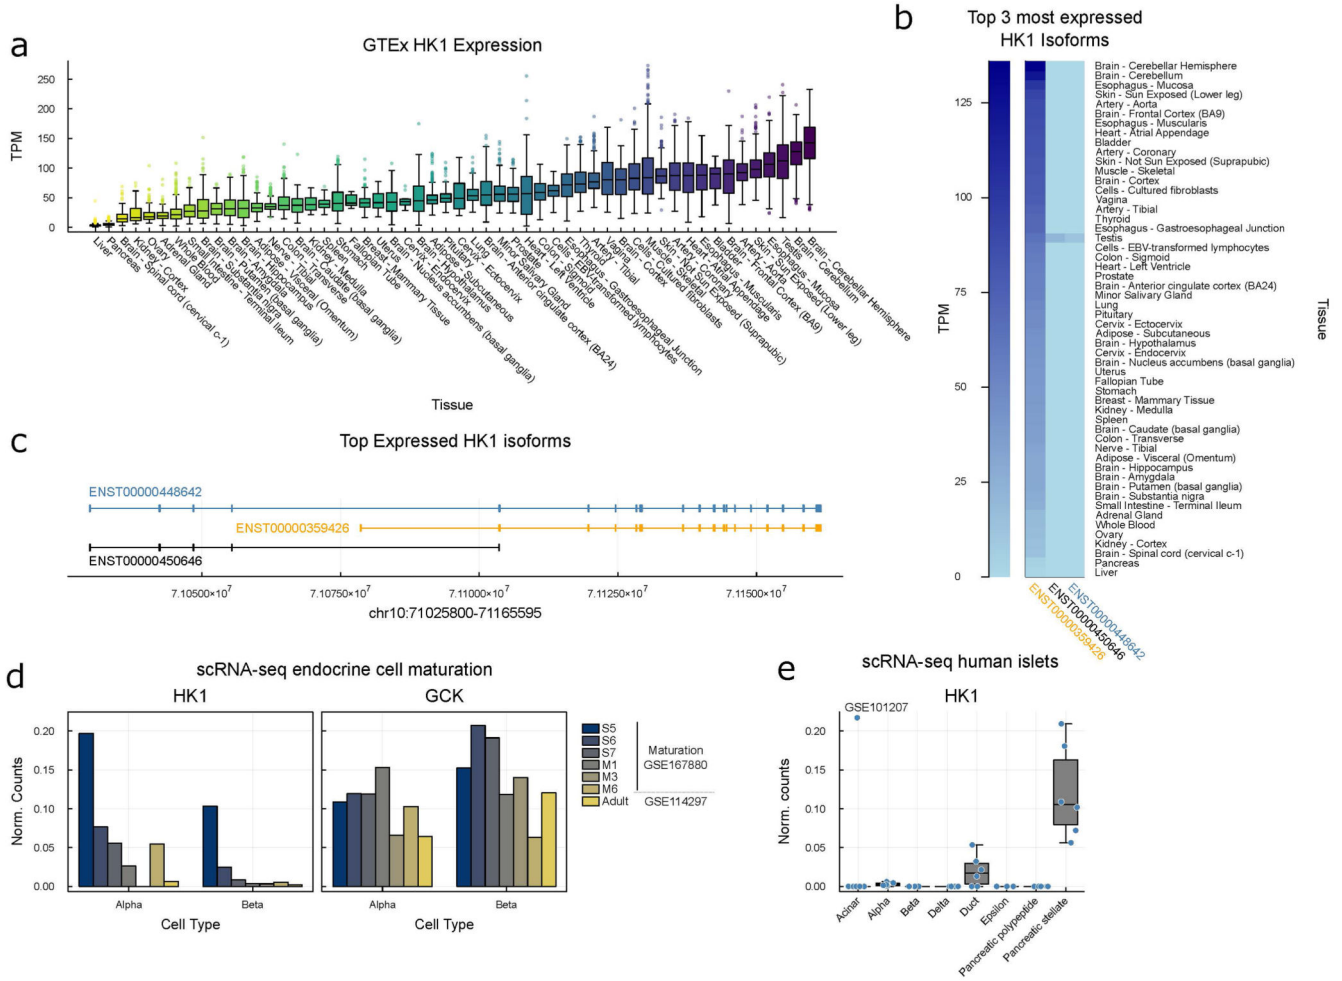 a
GTEx HK1 Expression
TPM
250
200
150
100
50
0
Liver
Pancreas
Brain - Spinal cord (cervical c-1)
Kidney - Cortex
Ovary
Adrenal Gland
Whole Blood
Small Intestine - Terminal Ileum
Brain - Substantia nigra
Brain - Putamen (basal ganglia)
Brain - Amygdala
Brain - Hippocampus
Adipose - Visceral (Omentum)
Nerve - Tibial
Colon - Transverse
Brain - Caudate (basal ganglia)
Kidney - Medulla
Spleen
Stomach
Fallopian Tube
Breast - Mammary Tissue
Uterus
Brain - Nucleus accumbens (basal ganglia)
Cervix - Endocervix
Brain - Hypothalamus
Adipose - Subcutaneous
Pituitary
Cervix - Ectocervix
Lung
Brain - Anterior cingulate cortex (BA24)
Minor Salivary Gland
Prostate
Heart - Left Ventricle
Colon - Sigmoid
Cells - EBV-transformed lymphocytes
Esophagus - Gastroesophageal Junction
Thyroid
Artery - Tibial
Vagina
Brain - Cortex
Cells - Cultured fibroblasts
Muscle - Skeletal
Skin - Not Sun Exposed (Suprapubic)
Artery - Coronary
Heart - Atrial Appendage
Esophagus - Muscularis
Bladder
Brain - Frontal Cortex (BA9)
Artery - Aorta
Skin - Sun Exposed (Lower leg)
Esophagus - Mucosa
Testis
Brain - Cerebellum
Brain - Cerebellar Hemisphere
Tissue
b
Top 3 most expressed
HK1 Isoforms
TPM
125
100
75
50
25
0
Brain - Cerebellar Hemisphere
Brain - Cerebellum
Esophagus - Mucosa
Skin - Sun Exposed (Lower leg)
Artery - Aorta
Brain - Frontal Cortex (BA9)
Esophagus - Muscularis
Heart - Atrial Appendage
Bladder
Artery - Coronary
Skin - Not Sun Exposed (Suprapubic)
Muscle - Skeletal
Brain - Cortex
Cells - Cultured fibroblasts
Vagina
Artery - Tibial
Thyroid
Esophagus - Gastroesophageal Junction
Testis
Cells - EBV-transformed lymphocytes
Colon - Sigmoid
Heart - Left Ventricle
Prostate
Brain - Anterior cingulate cortex (BA24)
Minor Salivary Gland
Lung
Pituitary
Cervix - Ectocervix
Adipose - Subcutaneous
Brain - Hypothalamus
Cervix - Endocervix
Brain - Nucleus accumbens (basal ganglia)
Uterus
Fallopian Tube
Stomach
Breast - Mammary Tissue
Kidney - Medulla
Spleen
Brain - Caudate (basal ganglia)
Colon - Transverse
Nerve - Tibial
Adipose - Visceral (Omentum)
Brain - Hippocampus
Brain - Amygdala
Brain - Putamen (basal ganglia)
Brain - Substantia nigra
Small Intestine - Terminal Ileum
Adrenal Gland
Whole Blood
Ovary
Kidney - Cortex
Brain - Spinal cord (cervical c-1)
Pancreas
Liver
Tissue
ENST00000359426
ENST00000450646
ENST00000448642
c
Top Expressed HK1 isoforms
ENST00000448642
ENST00000359426
ENST00000450646
7.10500×10⁷
7.10750×10⁷
7.11000×10⁷
7.11250×10⁷
7.11500×10⁷
chr10:71025800-71165595
d
scRNA-seq endocrine cell maturation
HK1
GCK
Norm. Counts
0.20
0.15
0.10
0.05
0.00
Alpha
Beta
Cell Type
Alpha
Beta
Cell Type
S5
S6
S7
M1
M3
M6
Adult
Maturation
GSE167880
GSE114297
e
scRNA-seq human islets
HK1
GSE101207
Norm. counts
0.20
0.15
0.10
0.05
0.00
Acinar
Alpha
Beta
Delta
Duct
Epsilon
Pancreatic polypeptide
Pancreatic stellate